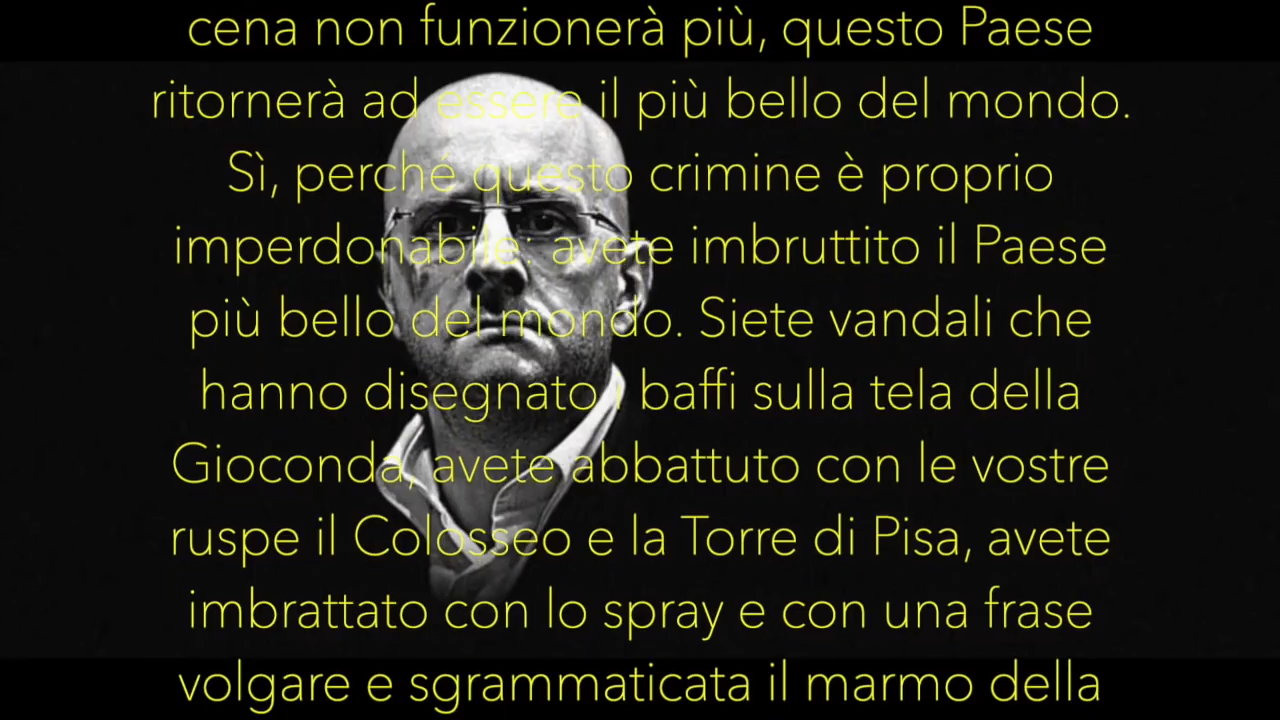 cena non funzionerà più, questo Paese
ritornerà ad essere il più bello del mondo.
Sì, perché questo crimine è proprio
imperdonabile: avete imbruttito il Paese
più bello del mondo. Siete vandali che
hanno disegnato i baffi sulla tela della
Gioconda, avete abbattuto con le vostre
ruspe il Colosseo e la Torre di Pisa, avete
imbrattato con lo spray e con una frase
volgare e sgrammaticata il marmo della